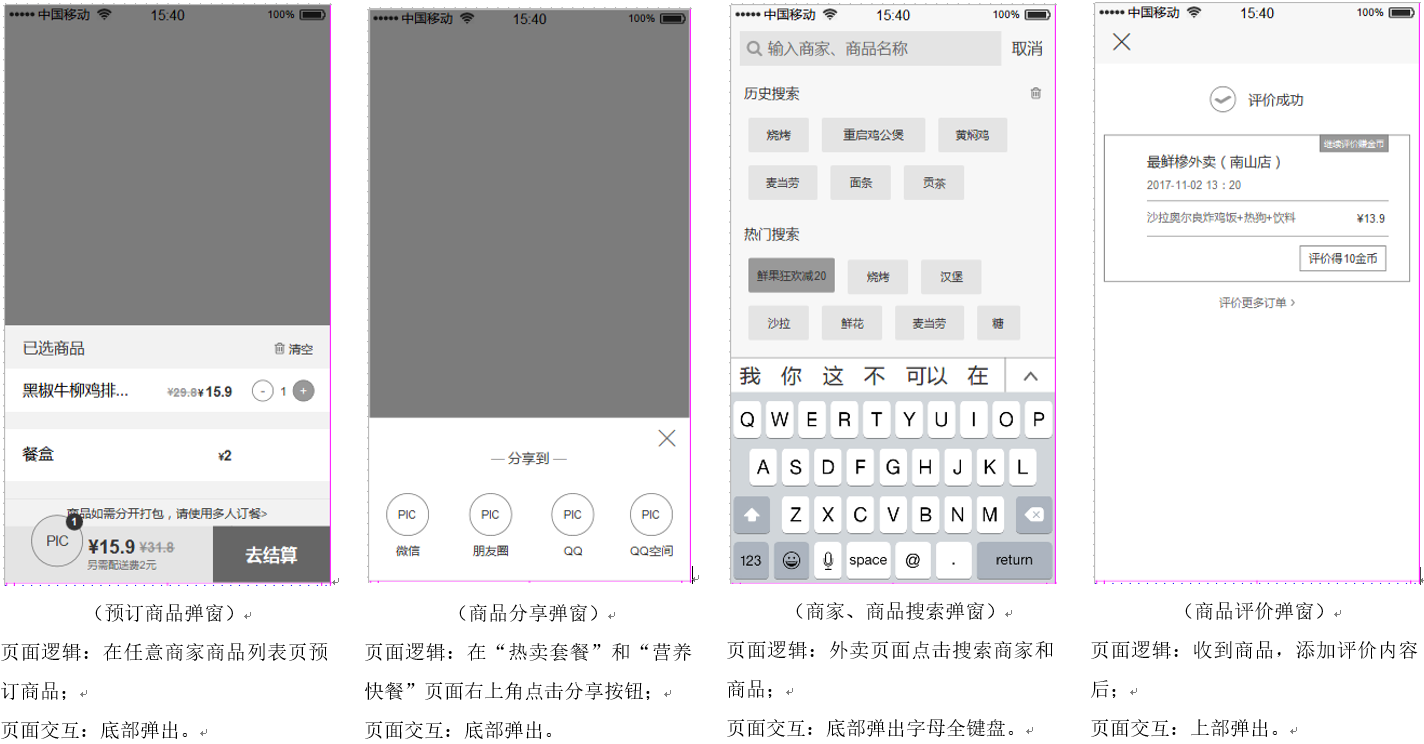 中国移动 15:40 100%
已选商品 清空
黑椒牛柳鸡排... ¥29.8 ¥15.9 - 1 +
餐盒 ¥2
商品如需分开打包，请使用多人订餐>
PIC 1 ¥15.9 ¥31.8 去结算
另需配送费2元
（预订商品弹窗）
页面逻辑：在任意商家商品列表页预
订商品；
页面交互：底部弹出。
中国移动 15:40 100%
分享到
PIC PIC PIC PIC
微信 朋友圈 QQ QQ空间
（商品分享弹窗）
页面逻辑：在“热卖套餐”和“营养
快餐”页面右上角点击分享按钮；
页面交互：底部弹出。
中国移动 15:40 100%
输入商家、商品名称 取消
历史搜索
烧烤 重启鸡公煲 黄焖鸡
麦当劳 面条 贡茶
热门搜索
鲜果狂欢减20 烧烤 汉堡
沙拉 鲜花 麦当劳 糖
我 你 这 不 可以 在
Q W E R T Y U I O P
A S D F G H J K L
Z X C V B N M
123 space @ . return
（商家、商品搜索弹窗）
页面逻辑：外卖页面点击搜索商家和
商品；
页面交互：底部弹出字母全键盘。
中国移动 15:40 100%
评价成功
继续评价赚金币
最鲜檫外卖（南山店）
2017-11-02 13：20
沙拉奥尔良炸鸡饭+热狗+饮料 ¥13.9
评价得10金币
评价更多订单 >
（商品评价弹窗）
页面逻辑：收到商品，添加评价内容
后；
页面交互：上部弹出。